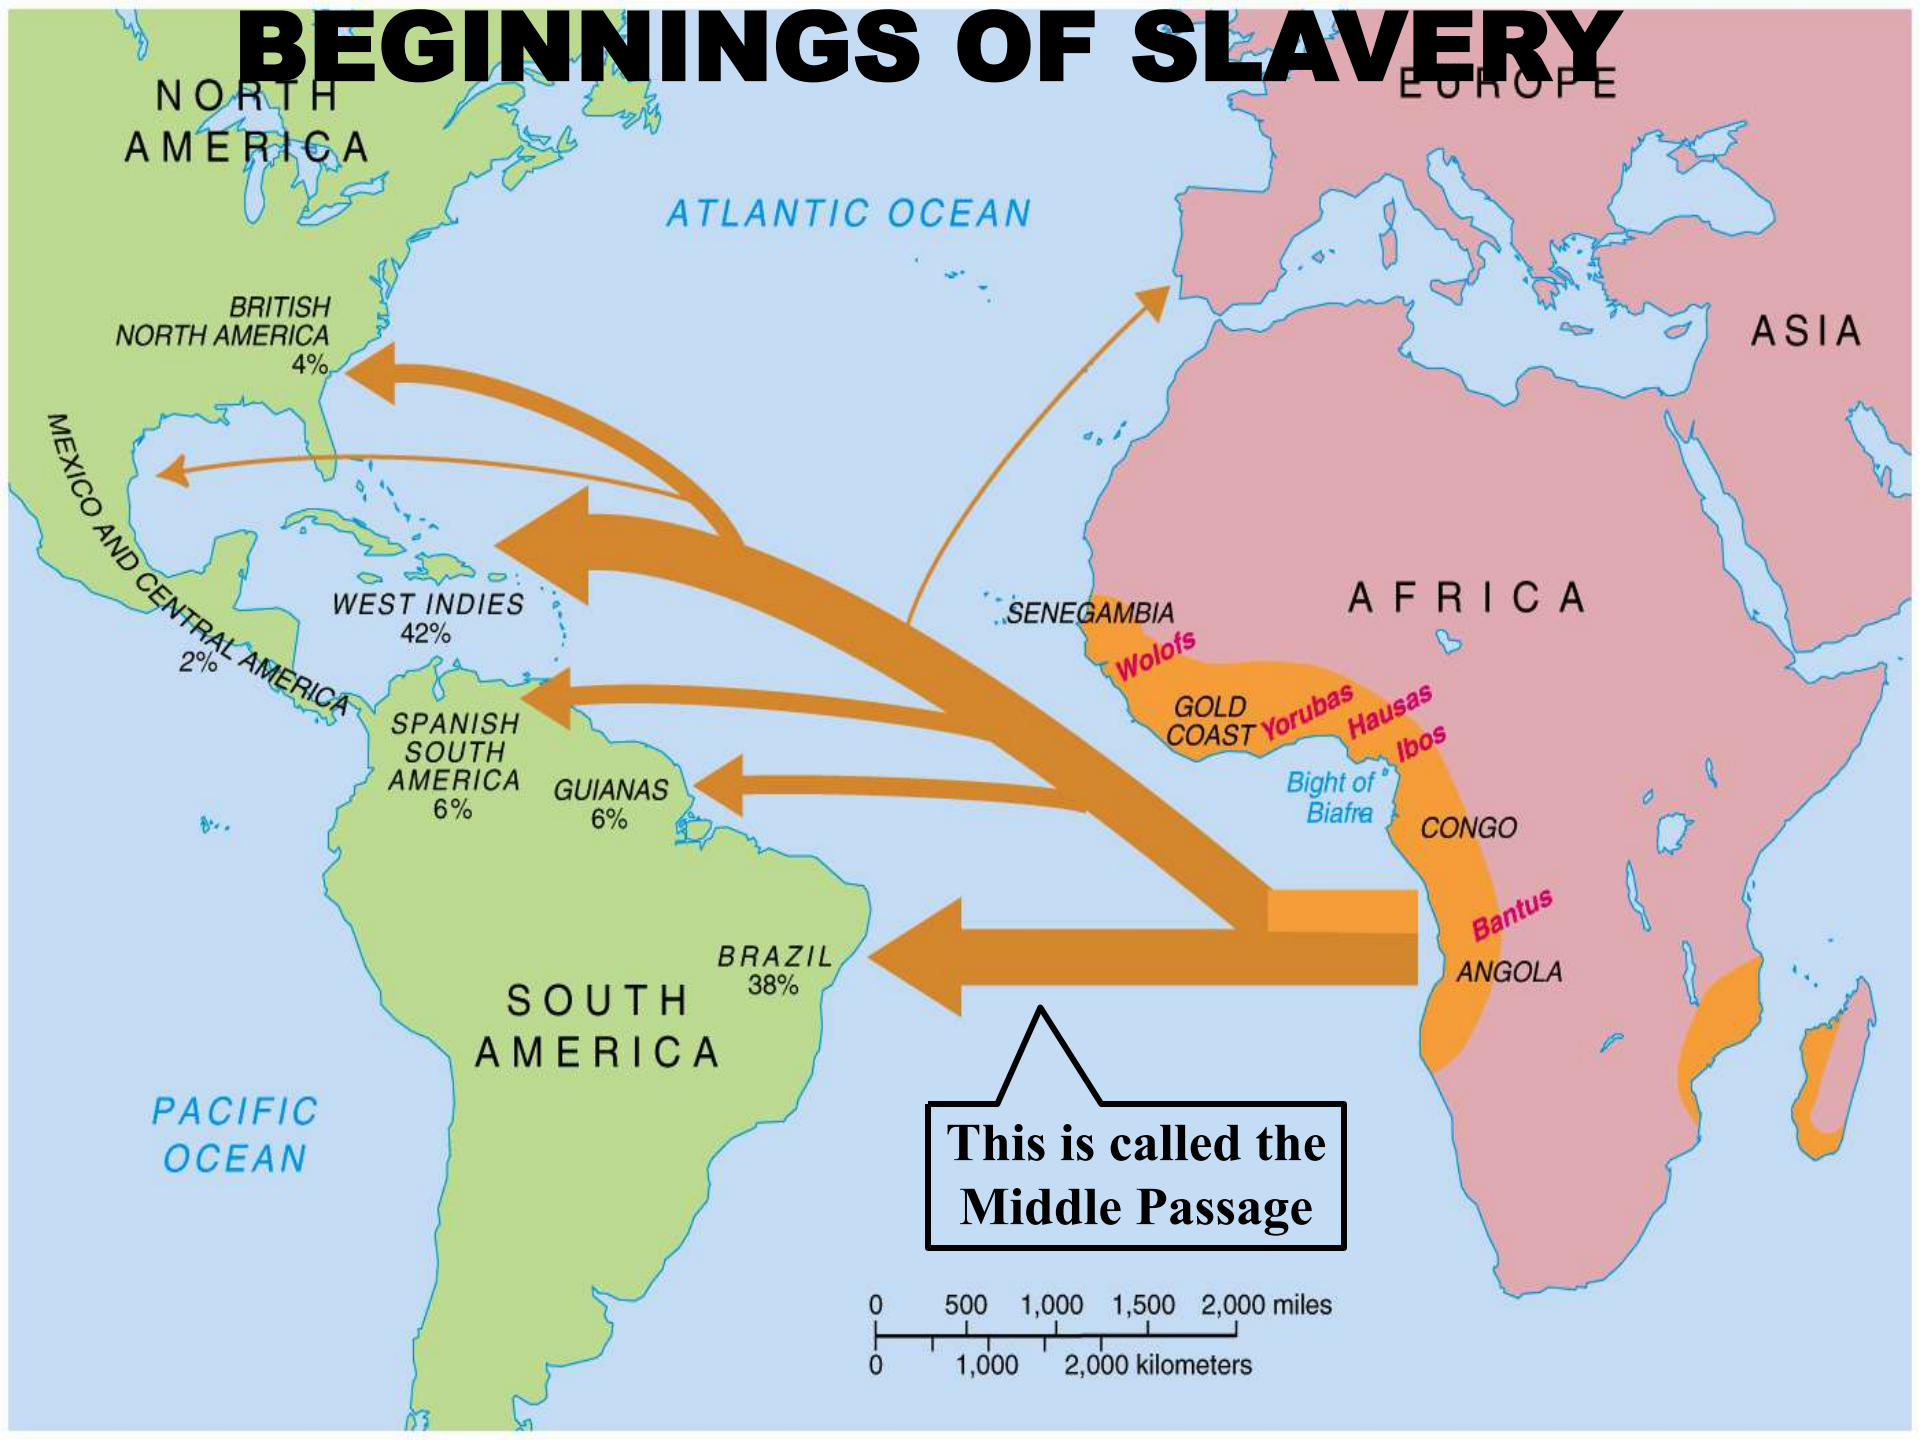 BEGINNINGS OF SLAVERY
NORTH
AMERICA
EUROPE
ATLANTIC OCEAN
ASIA
BRITISH
NORTH AMERICA
4%
MEXICO AND CENTRAL AMERICA
2%
WEST INDIES
42%
SENEGAMBIA
AFRICA
Wolofs
GOLD
COAST
Yorubas
Hausas
Ibos
SPANISH
SOUTH
AMERICA
6%
GUIANAS
6%
Bight of
Biafra
CONGO
Bantus
ANGOLA
BRAZIL
38%
SOUTH
AMERICA
PACIFIC
OCEAN
This is called the
Middle Passage
0 500 1,000 1,500 2,000 miles
0 1,000 2,000 kilometers